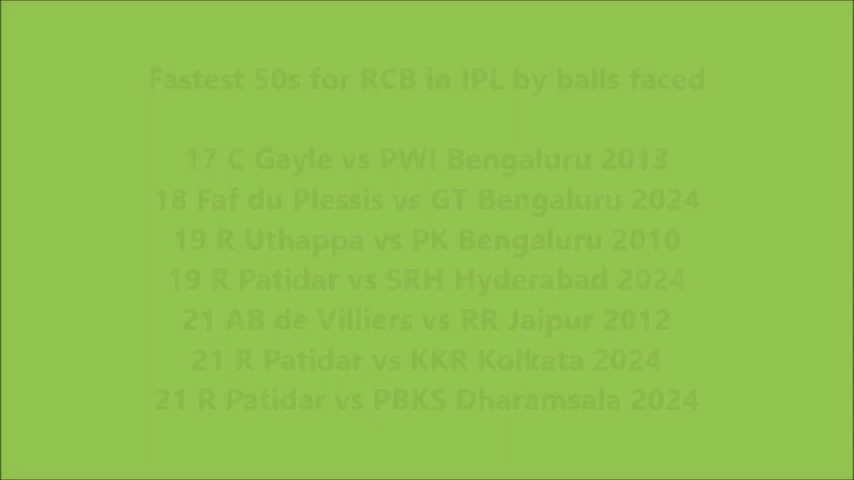 Fastest 50s for RCB in IPL by balls faced
17 C Gayle vs PWI Bengaluru 2013
18 Faf du Plessis vs GT Bengaluru 2024
19 R Uthappa vs PK Bengaluru 2010
19 R Patidar vs SRH Hyderabad 2024
21 AB de Villiers vs RR Jaipur 2012
21 R Patidar vs KKR Kolkata 2024
21 R Patidar vs PBKS Dharamsala 2024